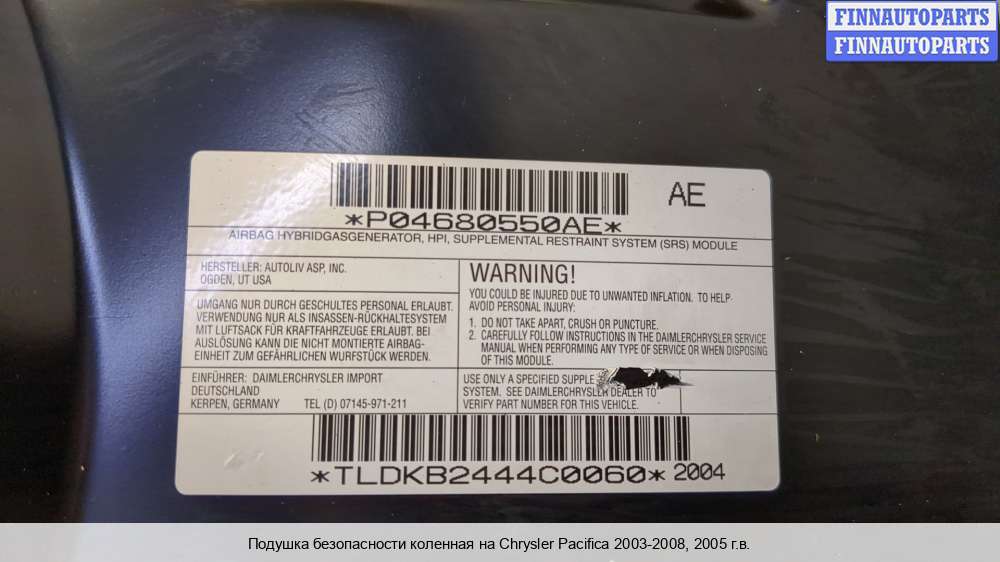 FINNAUTOPARTS
FINNAUTOPARTS
AE
*P04680550AE*
AIRBAG HYBRIDGASGENERATOR, HPI, SUPPLEMENTAL RESTRAINT SYSTEM (SRS) MODULE
HERSTELLER: AUTOLIV ASP, INC.
OGDEN, UT USA
UMGANG NUR DURCH GESCHULTES PERSONAL ERLAUBT.
VERWENDUNG NUR ALS INSASSEN-RÜCKHALTESYSTEM
MIT LUFTSACK FÜR KRAFTFAHRZEUGE ERLAUBT. BEI
AUSLÖSUNG KANN DIE NICHT MONTIERTE AIRBAG-
EINHEIT ZUM GEFÄHRLICHEN WURFSTÜCK WERDEN.
EINFÜHRER: DAIMLERCHRYSLER IMPORT
DEUTSCHLAND
KERPEN, GERMANY TEL (D) 07145-971-211
WARNING!
YOU COULD BE INJURED DUE TO UNWANTED INFLATION. TO HELP
AVOID PERSONAL INJURY:
1. DO NOT TAKE APART, CRUSH OR PUNCTURE.
2. CAREFULLY FOLLOW INSTRUCTIONS IN THE DAIMLERCHRYSLER SERVICE
MANUAL WHEN PERFORMING ANY TYPE OF SERVICE OR WHEN DISPOSING
OF THIS MODULE.
USE ONLY A SPECIFIED SUPPLE
SYSTEM. SEE DAIMLERCHRYSLER DEALER TO
VERIFY PART NUMBER FOR THIS VEHICLE.
*TLDKB2444C0060* 2004
Подушка безопасности коленная на Chrysler Pacifica 2003-2008, 2005 г.в.